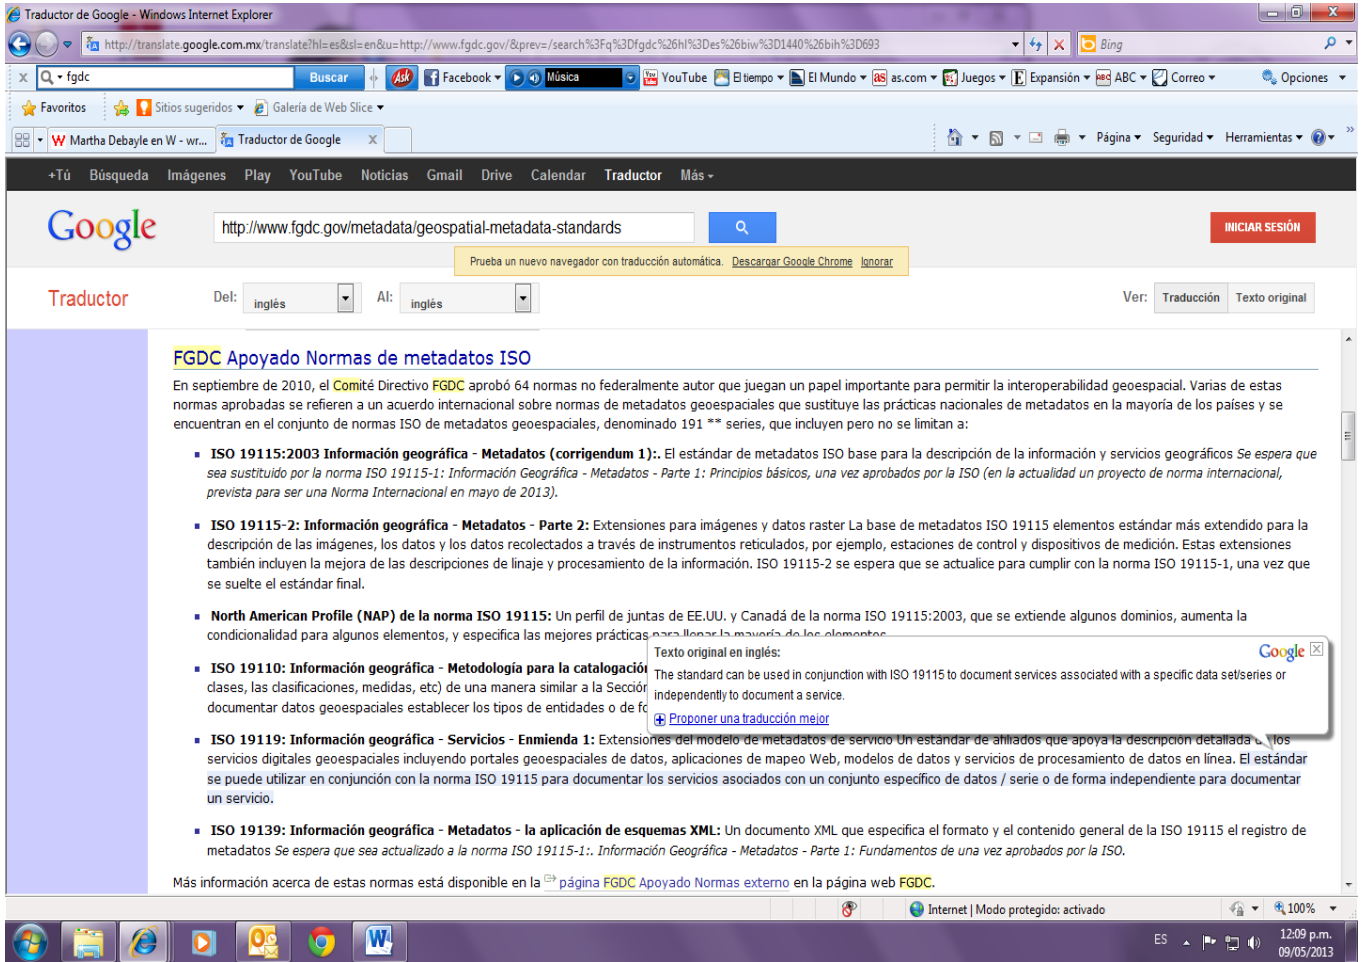 Traductor de Google - Windows Internet Explorer
http://translate.google.com.mx/translate?hl=es&sl=en&u=http://www.fgdc.gov/&prev=/search%3Fq%3Dfgdc%26hl%3Des%26biw%3D1440%26bih%3D693
Bing
x fgdc Buscar Ask Facebook Música YouTube El tiempo El Mundo as.com Juegos Expansión ABC Correo Opciones
Favoritos Sitios sugeridos Galería de Web Slice
W Martha Debayle en W - wr... Traductor de Google X Página Seguridad Herramientas
+Tú Búsqueda Imágenes Play YouTube Noticias Gmail Drive Calendar Traductor Más
Google http://www.fgdc.gov/metadata/geospatial-metadata-standards INICIAR SESIÓN
Prueba un nuevo navegador con traducción automática. Descargar Google Chrome Ignorar
Traductor Del: inglés Al: inglés Ver: Traducción Texto original
FGDC Apoyado Normas de metadatos ISO
En septiembre de 2010, el Comité Directivo FGDC aprobó 64 normas no federalmente autor que juegan un papel importante para permitir la interoperabilidad geoespacial. Varias de estas
normas aprobadas se refieren a un acuerdo internacional sobre normas de metadatos geoespaciales que sustituye las prácticas nacionales de metadatos en la mayoría de los países y se
encuentran en el conjunto de normas ISO de metadatos geoespaciales, denominado 191 ** series, que incluyen pero no se limitan a:
ISO 19115:2003 Información geográfica - Metadatos (corrigendum 1):. El estándar de metadatos ISO base para la descripción de la información y servicios geográficos Se espera que
sea sustituido por la norma ISO 19115-1: Información Geográfica - Metadatos - Parte 1: Principios básicos, una vez aprobados por la ISO (en la actualidad un proyecto de norma internacional,
prevista para ser una Norma Internacional en mayo de 2013).
ISO 19115-2: Información geográfica - Metadatos - Parte 2: Extensiones para imágenes y datos raster La base de metadatos ISO 19115 elementos estándar más extendido para la
descripción de las imágenes, los datos y los datos recolectados a través de instrumentos reticulados, por ejemplo, estaciones de control y dispositivos de medición. Estas extensiones
también incluyen la mejora de las descripciones de linaje y procesamiento de la información. ISO 19115-2 se espera que se actualice para cumplir con la norma ISO 19115-1, una vez que
se suelte el estándar final.
North American Profile (NAP) de la norma ISO 19115: Un perfil de juntas de EE.UU. y Canadá de la norma ISO 19115:2003, que se extiende algunos dominios, aumenta la
condicionalidad para algunos elementos, y especifica las mejores prácticas para llenar la mayoría de los elementos
ISO 19110: Información geográfica - Metodología para la catalogación
clases, las clasificaciones, medidas, etc) de una manera similar a la Sección
documentar datos geoespaciales establecer los tipos de entidades o de
Texto original en inglés: Google
The standard can be used in conjunction with ISO 19115 to document services associated with a specific data set/series or
independently to document a service.
Proponer una traducción mejor
ISO 19119: Información geográfica - Servicios - Enmienda 1: Extensiones del modelo de metadatos de servicio Un estándar de afiliados que apoya la descripción detallada los
servicios digitales geoespaciales incluyendo portales geoespaciales de datos, aplicaciones de mapeo Web, modelos de datos y servicios de procesamiento de datos en línea. El estándar
se puede utilizar en conjunción con la norma ISO 19115 para documentar los servicios asociados con un conjunto específico de datos / serie o de forma independiente para documentar
un servicio.
ISO 19139: Información geográfica - Metadatos - la aplicación de esquemas XML: Un documento XML que especifica el formato y el contenido general de la ISO 19115 el registro de
metadatos Se espera que sea actualizado a la norma ISO 19115-1:. Información Geográfica - Metadatos - Parte 1: Fundamentos de una vez aprobados por la ISO.
Más información acerca de estas normas está disponible en la página FGDC Apoyado Normas externo en la página web FGDC.
Internet | Modo protegido: activado 100%
ES 12:09 p.m.
09/05/2013